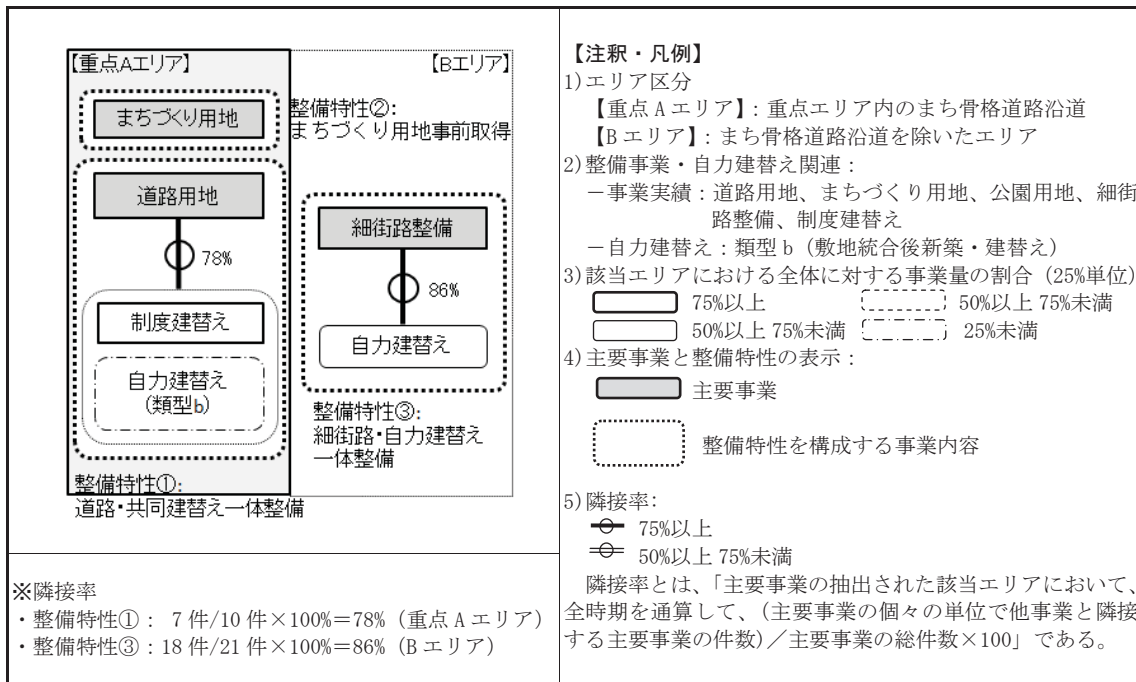 【重点Aエリア】
【Bエリア】
まちづくり用地
整備特性②:
まちづくり用地事前取得
道路用地
78%
制度建替え
自力建替え
(類型b)
細街路整備
86%
自力建替え
整備特性③:
細街路・自力建替え
一体整備
整備特性①:
道路・共同建替え一体整備
※隣接率
・整備特性①： 7 件/10 件×100%＝78%（重点 A エリア）
・整備特性③：18 件/21 件×100%＝86%（B エリア）
【注釈・凡例】
1)エリア区分
【重点 A エリア】：重点エリア内のまち骨格道路沿道
【B エリア】：まち骨格道路沿道を除いたエリア
2)整備事業・自力建替え関連：
－事業実績：道路用地、まちづくり用地、公園用地、細街
路整備、制度建替え
－自力建替え：類型 b（敷地統合後新築・建替え）
3)該当エリアにおける全体に対する事業量の割合（25%単位）
75%以上 50%以上 75%未満
50%以上 75%未満 25%未満
4)主要事業と整備特性の表示：
主要事業
整備特性を構成する事業内容
5)隣接率:
75%以上
50%以上 75%未満
隣接率とは、「主要事業の抽出された該当エリアにおいて、
全時期を通算して、（主要事業の個々の単位で他事業と隣接
する主要事業の件数)／主要事業の総件数×100」である。